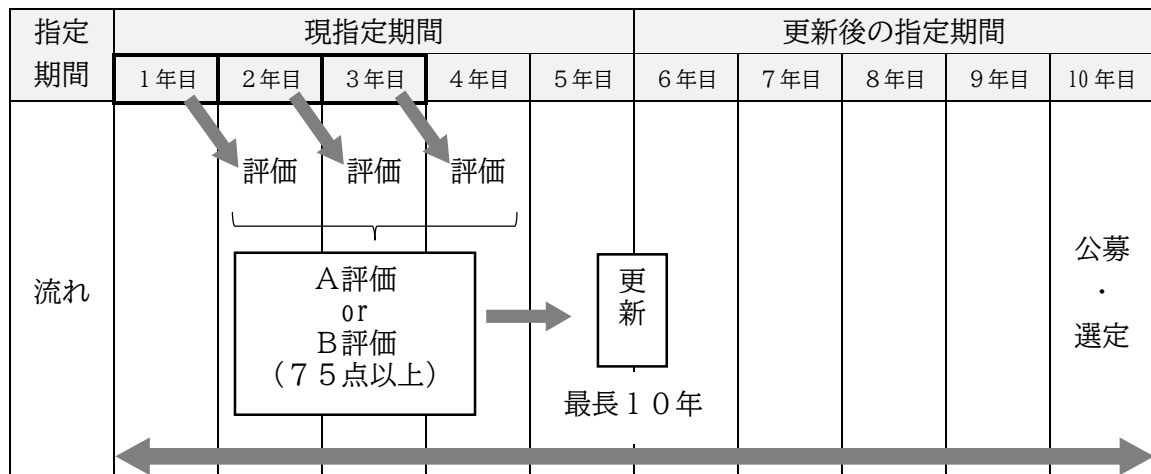 指定期間
現指定期間
更新後の指定期間
1年目
2年目
3年目
4年目
5年目
6年目
7年目
8年目
9年目
10年目
流れ
評価
評価
評価
A評価
or
B評価
（75点以上）
更新
最長10年
公募
・
選定